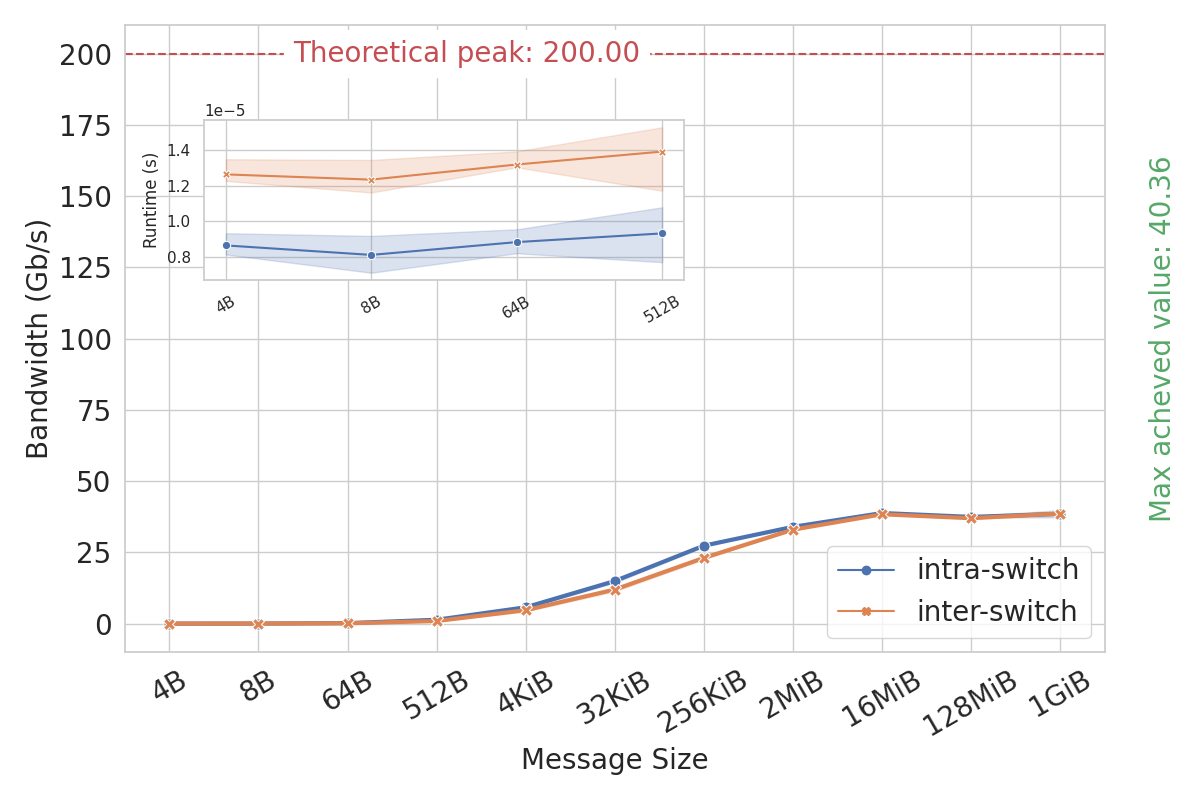 Theoretical peak: 200.00
200
175
150
125
100
75
50
25
0
Bandwidth (Gb/s)
1e−5
1.4
1.2
1.0
0.8
Runtime (s)
4B
8B
64B
512B
Max acheved value: 40.36
intra-switch
inter-switch
4B
8B
64B
512B
4KiB
32KiB
256KiB
2MiB
16MiB
128MiB
1GiB
Message Size